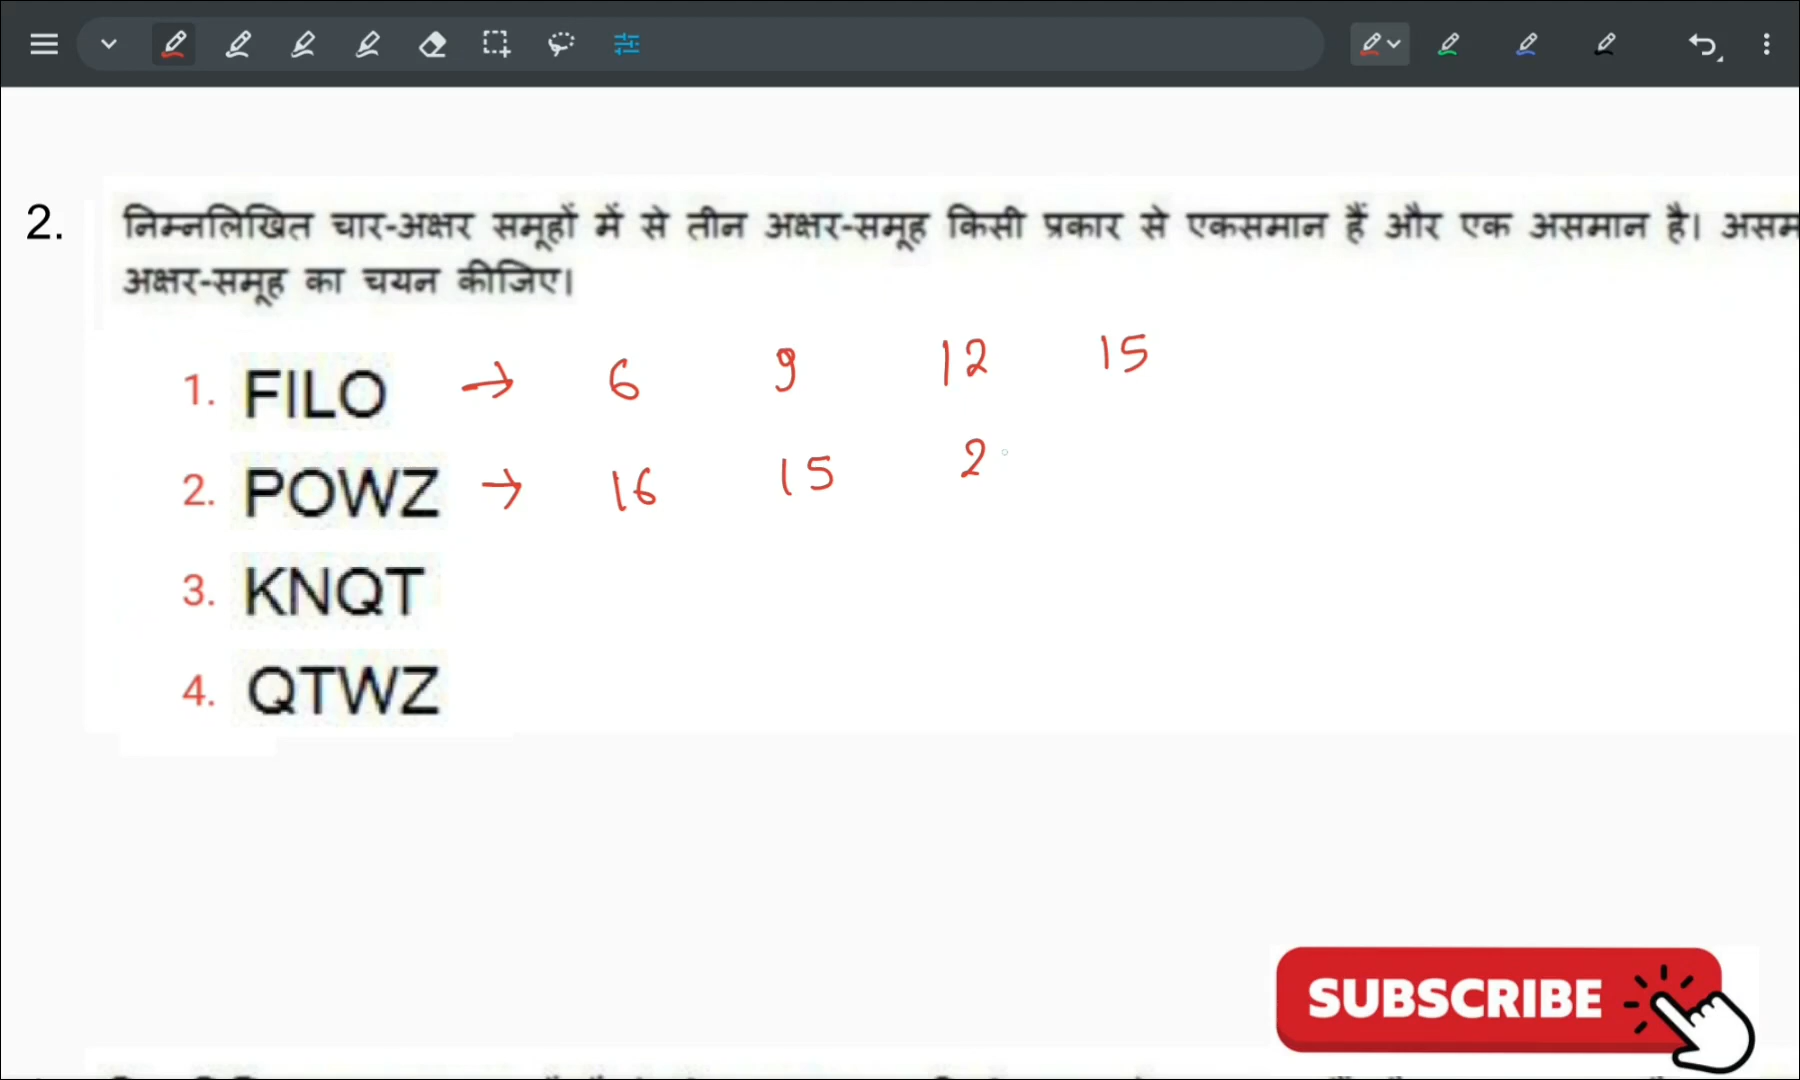 2. निम्नलिखित चार-अक्षर समूहों में से तीन अक्षर-समूह किसी प्रकार से एकसमान हैं और एक असमान है। असम
अक्षर-समूह का चयन कीजिए।
1. FILO → 6 9 12 15
2. POWZ → 16 15 2
3. KNQT
4. QTWZ
SUBSCRIBE